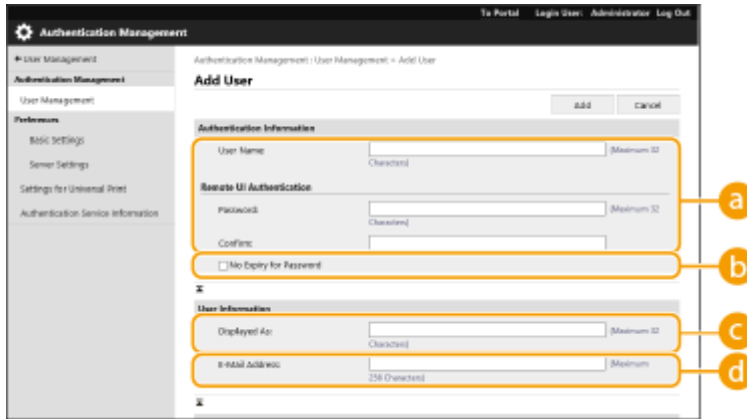 To Portal Login User: Administrator Log Out
Authentication Management
User Management
Authentication Management : User Management > Add User
Authentication Management
Add User
User Management
Add Cancel
Preferences
Authentication Information
Basic Settings
User Name: (Maximum 32
Characters)
Server Settings
Remote UI Authentication
Settings for Universal Print
Password: (Maximum 32
Characters)
a
Authentication Service Information
Confirm:
No Expiry for Password
b
User Information
Displayed As: (Maximum 32
Characters)
c
E-Mail Address: (Maximum
256 Characters)
d